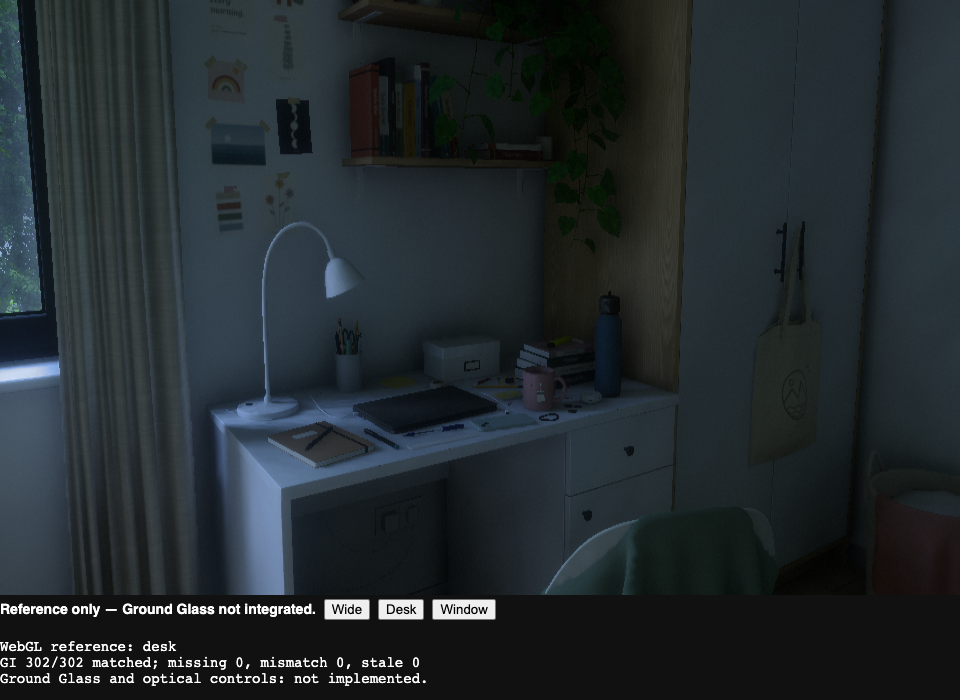 moment.
Reference only — Ground Glass not integrated. Wide Desk Window
WebGL reference: desk
GI 302/302 matched; missing 0, mismatch 0, stale 0
Ground Glass and optical controls: not implemented.